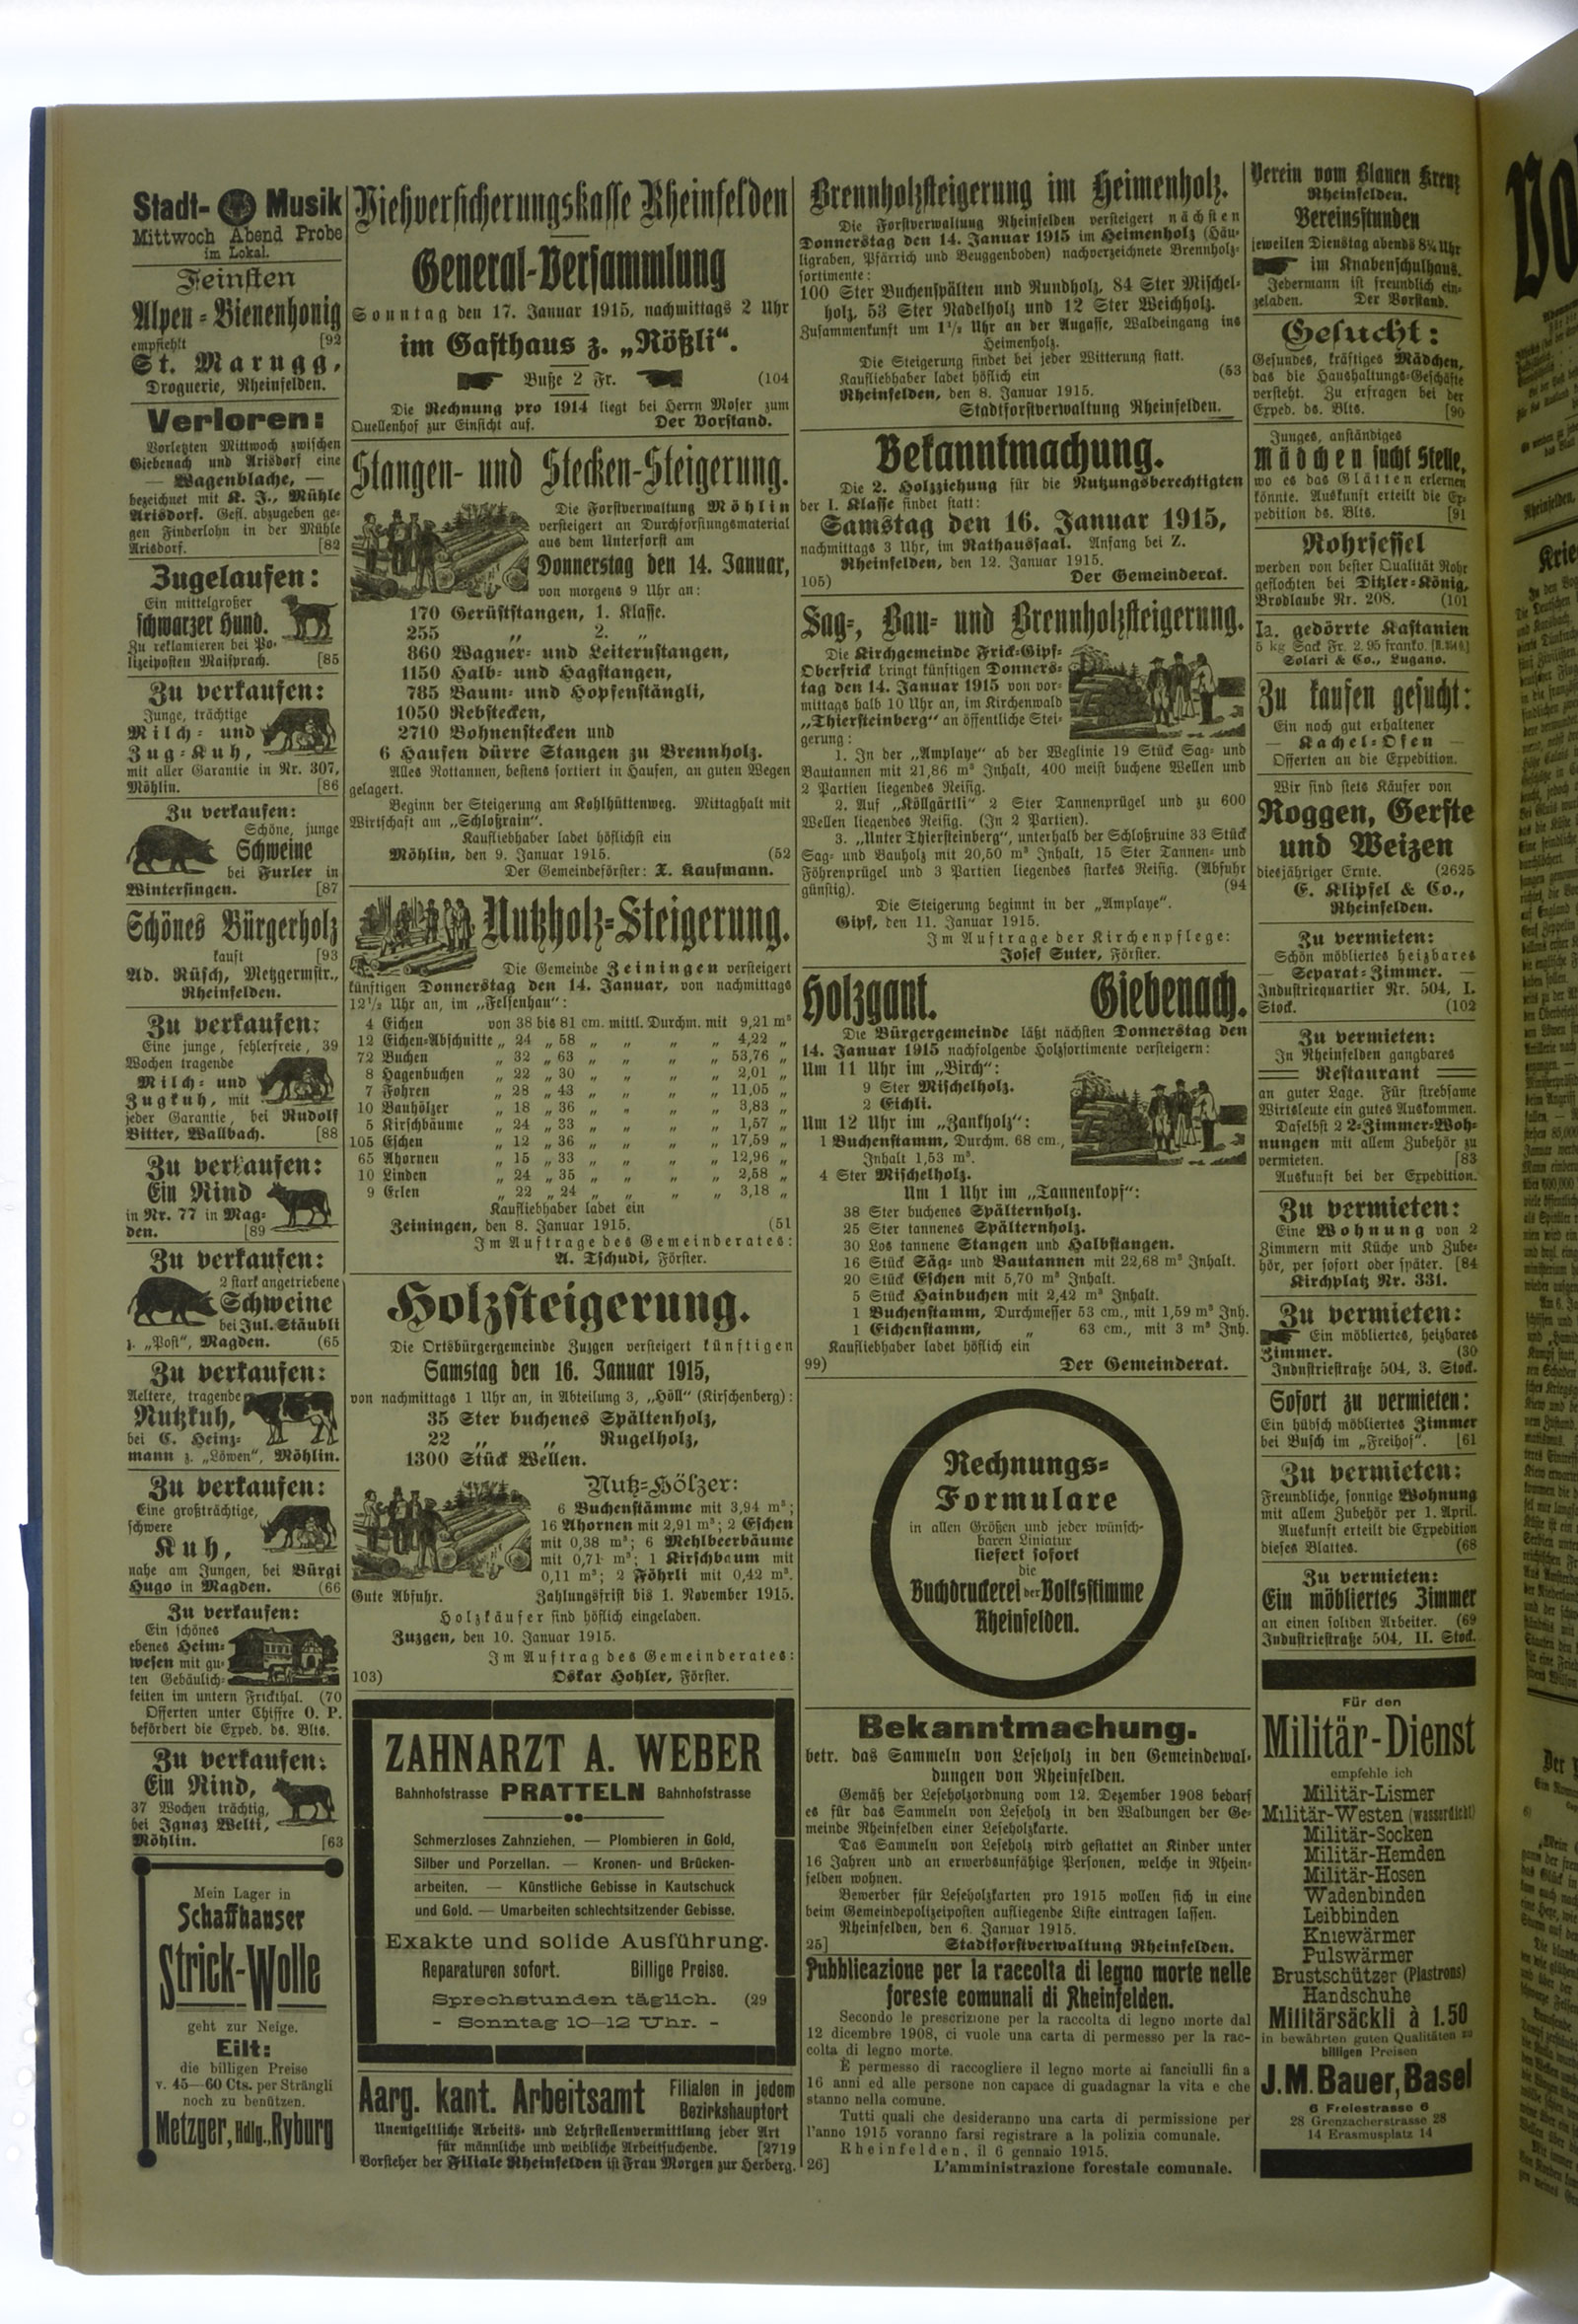 Stadt- Musik
Mittwoch Abend Probe
im Lokal.
Feinsten
Alpen-Bienenhonig
empfiehlt [92
St. Marugg,
Droguerie, Rheinfelden.
Verloren:
Vorletzten Mittwoch zwischen
Giebenach und Arisdorf eine
— Wagenblache, —
bezeichnet mit K. J., Mühle
Arisdorf. Gefl. abzugeben ge-
gen Finderlohn in der Mühle
Arisdorf. [82
Zugelaufen:
Ein mittelgroßer
schwarzer Hund.
Zu reklamieren bei Po-
lizeiposten Maisprach. [85
Zu verkaufen:
Junge, trächtige
Milch- und
Zug-Kuh,
mit aller Garantie in Nr. 307,
Möhlin. [86
Zu verkaufen:
Schöne, junge
Schweine
bei Furler in
Wintersingen. [87
Schönes Bürgerholz
kauft [93
Ad. Rüsch, Metzgermstr.,
Rheinfelden.
Zu verkaufen:
Eine junge, fehlerfreie, 39
Wochen tragende
Milch- und
Zugkuh, mit
jeder Garantie, bei Rudolf
Bitter, Wallbach. [88
Zu verkaufen:
Ein Rind
in Nr. 77 in Mag-
den. [89
Zu verkaufen:
2 stark angetriebene
Schweine
bei Jul. Stäubli
z. „Post“, Magden. (65
Zu verkaufen:
Aeltere, tragende
Nutzkuh,
bei C. Heinz-
mann z. „Löwen“, Möhlin.
Zu verkaufen:
Eine großträchtige,
schwere
Kuh,
nahe am Jungen, bei Bürgi
Hugo in Magden. (66
Zu verkaufen:
Ein schönes
ebenes Heim-
wesen mit gu-
ten Gebäulich-
keiten im untern Frickthal. (70
Offerten unter Chiffre O. P.
befördert die Exped. ds. Blts.
Zu verkaufen:
Ein Rind,
37 Wochen trächtig,
bei Ignaz Welti,
Möhlin. [63
Mein Lager in
Schaffhauser
Strick-Wolle
geht zur Neige.
Eilt:
die billigen Preise
v. 45—60 Cts. per Strängli
noch zu benützen.
Metzger, Hdlg., Ryburg
Viehversicherungskasse Rheinfelden
General-Versammlung
Sonntag den 17. Januar 1915, nachmittags 2 Uhr
im Gasthaus z. „Rößli“.
Buße 2 Fr. (104
Die Rechnung pro 1914 liegt bei Herrn Moser zum
Quellenhof zur Einsicht auf. Der Vorstand.
Stangen- und Stecken-Steigerung.
Die Forstverwaltung Möhlin
versteigert an Durchforstungsmaterial
aus dem Unterforst am
Donnerstag den 14. Januar,
von morgens 9 Uhr an:
170 Gerüststangen, 1. Klasse.
255 „ 2. „
860 Wagner- und Leiternstangen,
1150 Halb- und Hagstangen,
785 Baum- und Hopfenstängli,
1050 Rebstecken,
2710 Bohnenstecken und
6 Haufen dürre Stangen zu Brennholz.
Alles Rottannen, bestens sortiert in Haufen, an guten Wegen
gelagert.
Beginn der Steigerung am Kohlhüttenweg. Mittaghalt mit
Wirtschaft am „Schloßrain“.
Kaufliebhaber ladet höflichst ein
Möhlin, den 9. Januar 1915. (52
Der Gemeindeförster: X. Kaufmann.
Nutzholz-Steigerung.
Die Gemeinde Zeiningen versteigert
künftigen Donnerstag den 14. Januar, von nachmittags
12½ Uhr an, im „Felsenhau“:
4 Eichen von 38 bis 81 cm. mittl. Durchm. mit 9,21 m³
12 Eichen-Abschnitte „ 24 „ 58 „ „ „ „ 4,22 „
72 Buchen „ 32 „ 63 „ „ „ „ 53,76 „
8 Hagenbuchen „ 22 „ 30 „ „ „ „ 2,01 „
7 Fohren „ 28 „ 43 „ „ „ „ 11,05 „
10 Bauhölzer „ 18 „ 36 „ „ „ „ 3,83 „
5 Kirschbäume „ 24 „ 33 „ „ „ „ 1,57 „
105 Eschen „ 12 „ 36 „ „ „ „ 17,59 „
65 Ahornen „ 15 „ 33 „ „ „ „ 12,96 „
10 Linden „ 24 „ 35 „ „ „ „ 2,58 „
9 Erlen „ 22 „ 24 „ „ „ „ 3,18 „
Kaufliebhaber ladet ein
Zeiningen, den 8. Januar 1915. (51
Im Auftrage des Gemeinderates:
A. Tschudi, Förster.
Holzsteigerung.
Die Ortsbürgergemeinde Zuzgen versteigert künftigen
Samstag den 16. Januar 1915,
von nachmittags 1 Uhr an, in Abteilung 3, „Höll“ (Kirschenberg):
35 Ster buchenes Spältenholz,
22 „ „ Rugelholz,
1300 Stück Wellen.
Nutz-Hölzer:
6 Buchenstämme mit 3,94 m³;
16 Ahornen mit 2,91 m³; 2 Eschen
mit 0,38 m³; 6 Mehlbeerbäume
mit 0,71 m³; 1 Kirschbaum mit
0,11 m³; 2 Föhrli mit 0,42 m³.
Gute Abfuhr. Zahlungsfrist bis 1. November 1915.
Holzkäufer sind höflich eingeladen.
Zuzgen, den 10. Januar 1915.
Im Auftrag des Gemeinderates:
103) Oskar Hohler, Förster.
ZAHNARZT A. WEBER
Bahnhofstrasse PRATTELN Bahnhofstrasse
Schmerzloses Zahnziehen. — Plombieren in Gold,
Silber und Porzellan. — Kronen- und Brücken-
arbeiten. — Künstliche Gebisse in Kautschuck
und Gold. — Umarbeiten schlechtsitzender Gebisse.
Exakte und solide Ausführung.
Reparaturen sofort. Billige Preise.
Sprechstunden täglich. (29
- Sonntag 10—12 Uhr. -
Aarg. kant. Arbeitsamt Filialen in jedem
Bezirkshauptort
Unentgeltliche Arbeits- und Lehrstellenvermittlung jeder Art
für männliche und weibliche Arbeitsuchende. [2719
Vorsteher der Filiale Rheinfelden ist Frau Morgen zur Herberg.
Brennholzsteigerung im Heimenholz.
Die Forstverwaltung Rheinfelden versteigert nächsten
Donnerstag den 14. Januar 1915 im Heimenholz (Häu-
ligraben, Pfärrich und Beuggenboden) nachverzeichnete Brennholz-
sortimente:
100 Ster Buchenspälten und Rundholz, 84 Ster Mischel-
holz, 53 Ster Nadelholz und 12 Ster Weichholz.
Zusammenkunft um 1½ Uhr an der Augasse, Waldeingang ins
Heimenholz.
Die Steigerung findet bei jeder Witterung statt.
Kaufliebhaber ladet höflich ein (53
Rheinfelden, den 8. Januar 1915.
Stadtforstverwaltung Rheinfelden.
Bekanntmachung.
Die 2. Holzziehung für die Nutzungsberechtigten
der I. Klasse findet statt:
Samstag den 16. Januar 1915,
nachmittags 3 Uhr, im Rathaussaal. Anfang bei Z.
Rheinfelden, den 12. Januar 1915.
105) Der Gemeinderat.
Sag-, Bau- und Brennholzsteigerung.
Die Kirchgemeinde Frick-Gipf-
Oberfrick bringt künftigen Donners-
tag den 14. Januar 1915 von vor-
mittags halb 10 Uhr an, im Kirchenwald
„Thiersteinberg“ an öffentliche Stei-
gerung:
1. In der „Amplaye“ ab der Weglinie 19 Stück Sag- und
Bautannen mit 21,86 m³ Inhalt, 400 meist buchene Wellen und
2 Partien liegendes Reisig.
2. Auf „Köllgärtli“ 2 Ster Tannenprügel und zu 600
Wellen liegendes Reisig. (In 2 Partien).
3. „Unter Thiersteinberg“, unterhalb der Schloßruine 33 Stück
Sag- und Bauholz mit 20,50 m³ Inhalt, 15 Ster Tannen- und
Föhrenprügel und 3 Partien liegendes starkes Reisig. (Abfuhr
günstig). (94
Die Steigerung beginnt in der „Amplaye“.
Gipf, den 11. Januar 1915.
Im Auftrage der Kirchenpflege:
Josef Suter, Förster.
Holzgant. Giebenach.
Die Bürgergemeinde läßt nächsten Donnerstag den
14. Januar 1915 nachfolgende Holzsortimente versteigern:
Um 11 Uhr im „Birch“:
9 Ster Mischelholz.
2 Eichli.
Um 12 Uhr im „Zankholz“:
1 Buchenstamm, Durchm. 68 cm.,
Inhalt 1,53 m³.
4 Ster Mischelholz.
Um 1 Uhr im „Tannenkopf“:
38 Ster buchenes Spälternholz.
25 Ster tannenes Spälternholz.
30 Los tannene Stangen und Halbstangen.
16 Stück Säg- und Bautannen mit 22,68 m³ Inhalt.
20 Stück Eschen mit 5,70 m³ Inhalt.
5 Stück Hainbuchen mit 2,42 m³ Inhalt.
1 Buchenstamm, Durchmesser 53 cm., mit 1,59 m³ Inh.
1 Eichenstamm, „ 63 cm., mit 3 m³ Inh.
Kaufliebhaber ladet höflich ein
99) Der Gemeinderat.
Rechnungs-
Formulare
in allen Größen und jeder wünsch-
baren Liniatur
liefert sofort
die
Buchdruckerei der Volksstimme
Rheinfelden.
Bekanntmachung.
betr. das Sammeln von Leseholz in den Gemeindewal-
dungen von Rheinfelden.
Gemäß der Leseholzordnung vom 12. Dezember 1908 bedarf
es für das Sammeln von Leseholz in den Waldungen der Ge-
meinde Rheinfelden einer Leseholzkarte.
Das Sammeln von Leseholz wird gestattet an Kinder unter
16 Jahren und an erwerbsunfähige Personen, welche in Rhein-
felden wohnen.
Bewerber für Leseholzkarten pro 1915 wollen sich in eine
beim Gemeindepolizeiposten aufliegende Liste eintragen lassen.
Rheinfelden, den 6. Januar 1915.
25] Stadtforstverwaltung Rheinfelden.
Pubblicazione per la raccolta di legno morte nelle
foreste comunali di Rheinfelden.
Secondo le prescrizione per la raccolta di legno morte dal
12 dicembre 1908, ci vuole una carta di permesso per la rac-
colta di legno morte.
È permesso di raccogliere il legno morte ai fanciulli fin a
16 anni ed alle persone non capace di guadagnar la vita e che
stanno nella comune.
Tutti quali che desideranno una carta di permissione per
l'anno 1915 voranno farsi registrare a la polizia comunale.
Rheinfelden, il 6 gennaio 1915.
26] L'amministrazione forestale comunale.
Verein vom Blauen Kreuz
Rheinfelden.
Vereinsstunden
jeweilen Dienstag abends 8¼ Uhr
im Knabenschulhaus.
Jedermann ist freundlich ein-
geladen. Der Vorstand.
Gesucht:
Gesundes, kräftiges Mädchen,
das die Haushaltungs-Geschäfte
versteht. Zu erfragen bei der
Exped. ds. Blts. [90
Junges, anständiges
Mädchen sucht Stelle,
wo es das Glätten erlernen
könnte. Auskunft erteilt die Ex-
pedition ds. Blts. [91
Rohrsessel
werden von bester Qualität Rohr
geflochten bei Ditzler-König,
Brodlaube Nr. 208. (101
Ia. gedörrte Kastanien
5 kg Sack Fr. 2.95 franko.
Solari & Co., Lugano.
Zu kaufen gesucht:
Ein noch gut erhaltener
— Kachel-Ofen —
Offerten an die Expedition.
Wir sind stets Käufer von
Roggen, Gerste
und Weizen
diesjähriger Ernte. (2625
E. Klipfel & Co.,
Rheinfelden.
Zu vermieten:
Schön möbliertes heizbares
— Separat-Zimmer. —
Industriequartier Nr. 504, I.
Stock. (102
Zu vermieten:
In Rheinfelden gangbares
Restaurant
an guter Lage. Für strebsame
Wirtsleute ein gutes Auskommen.
Daselbst 2 2-Zimmer-Woh-
nungen mit allem Zubehör zu
vermieten. [83
Auskunft bei der Expedition.
Zu vermieten:
Eine Wohnung von 2
Zimmern mit Küche und Zube-
hör, per sofort oder später. [84
Kirchplatz Nr. 331.
Zu vermieten:
Ein möbliertes, heizbares
Zimmer. (30
Industriestraße 504, 3. Stock.
Sofort zu vermieten:
Ein hübsch möbliertes Zimmer
bei Busch im „Freihof“. [61
Zu vermieten:
Freundliche, sonnige Wohnung
mit allem Zubehör per 1. April.
Auskunft erteilt die Expedition
dieses Blattes. (68
Zu vermieten:
Ein möbliertes Zimmer
an einen soliden Arbeiter. (69
Industriestraße 504, II. Stock.
Für den
Militär-Dienst
empfehle ich
Militär-Lismer
Militär-Westen (wasserdicht)
Militär-Socken
Militär-Hemden
Militär-Hosen
Wadenbinden
Leibbinden
Kniewärmer
Pulswärmer
Brustschützer (Plastrons)
Handschuhe
Militärsäckli à 1.50
in bewährten guten Qualitäten zu
billigen Preisen
J. M. Bauer, Basel
6 Freiestrasse 6
28 Grenzacherstrasse 28
14 Erasmusplatz 14